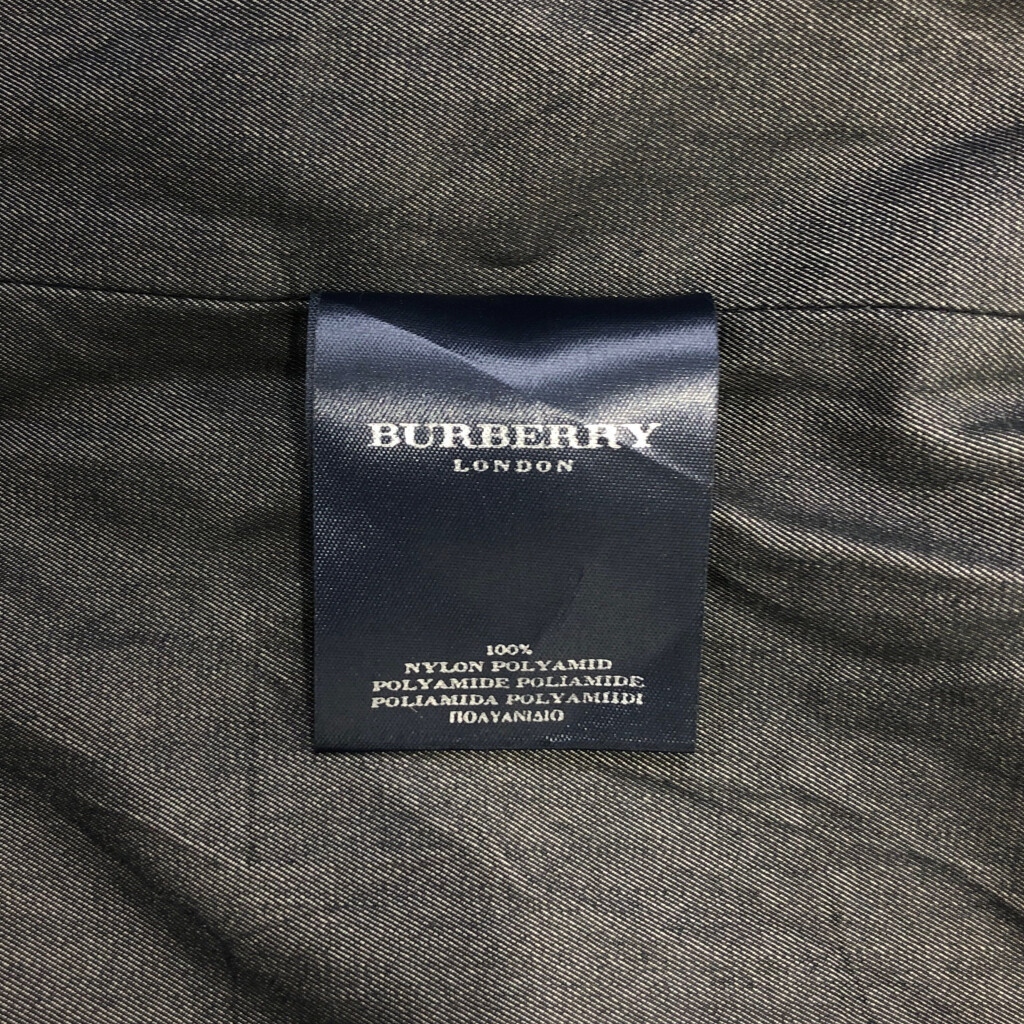 BURBERRY
LONDON
100%
NYLON POLYAMID
POLYAMIDE POLIAMIDE
POLIAMIDA POLYAMIIDI
ΠΟΛΥΑΝΙΔΙΟ